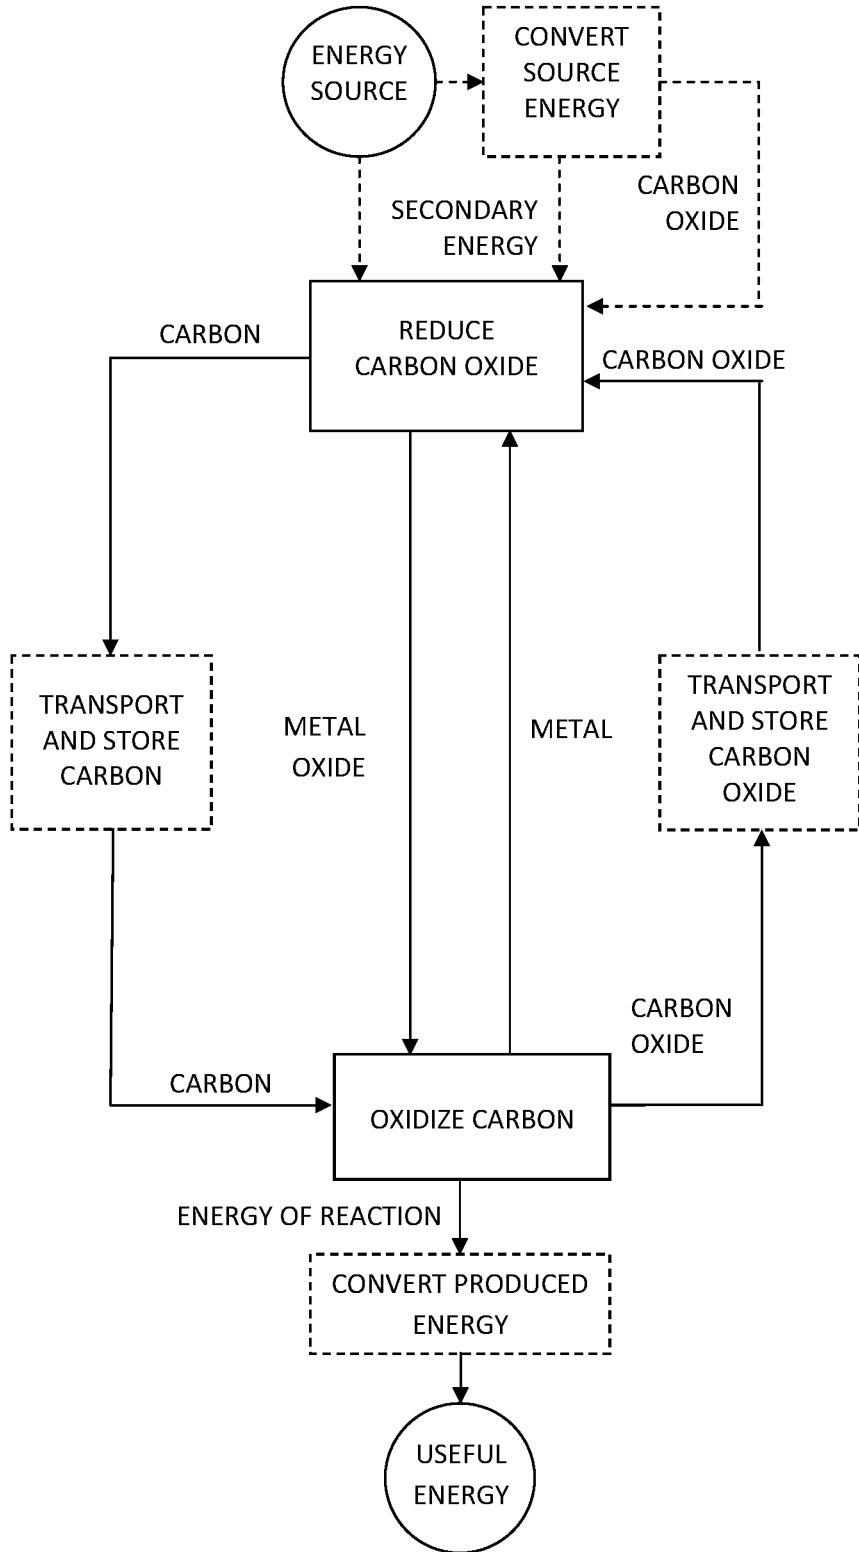 ENERGY
SOURCE
CONVERT
SOURCE
ENERGY
CARBON
OXIDE
SECONDARY
ENERGY
CARBON
REDUCE
CARBON OXIDE
CARBON OXIDE
TRANSPORT
AND STORE
CARBON
METAL
OXIDE
METAL
TRANSPORT
AND STORE
CARBON
OXIDE
CARBON
OXIDE
CARBON
OXIDIZE CARBON
ENERGY OF REACTION
CONVERT PRODUCED
ENERGY
USEFUL
ENERGY